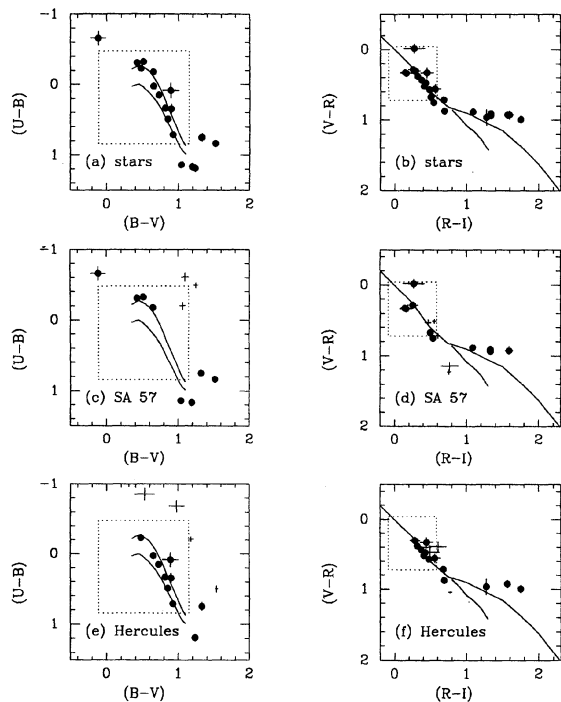 -1
0
1
(U-B)
(a) stars
0
1
2
(B-V)
0
1
2
(V-R)
(b) stars
0
1
2
(R-I)
-1
0
1
(U-B)
(c) SA 57
0
1
2
(B-V)
0
1
2
(V-R)
(d) SA 57
0
1
2
(R-I)
-1
0
1
(U-B)
(e) Hercules
0
1
2
(B-V)
0
1
2
(V-R)
(f) Hercules
0
1
2
(R-I)